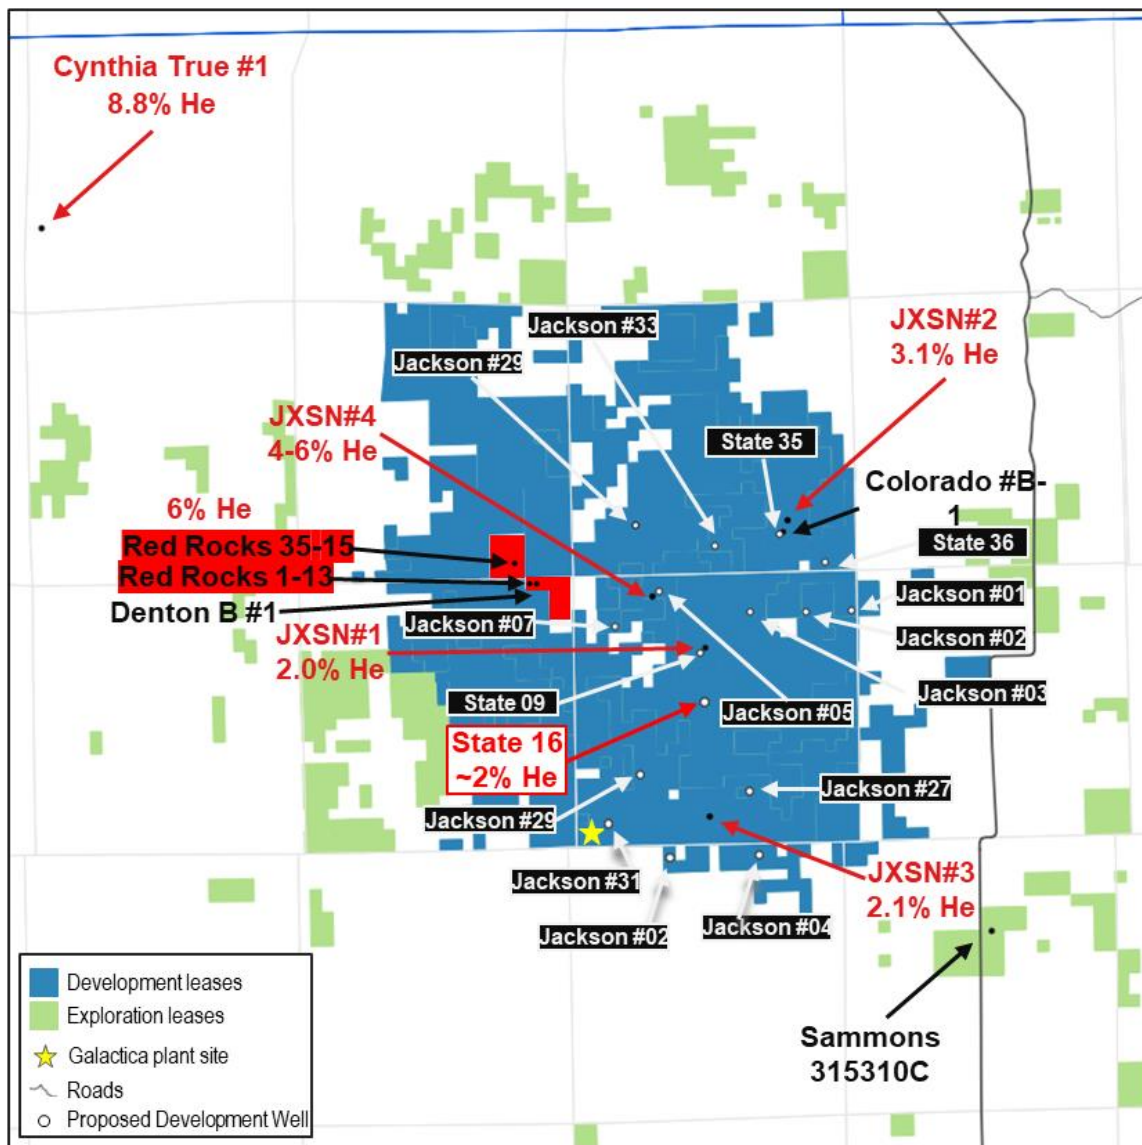 Cynthia True #1
8.8% He
Jackson #33
JXSN#2
3.1% He
Jackson #29
JXSN#4
4-6% He
State 35
Colorado #B-
1
6% He
Red Rocks 35-15
State 36
Red Rocks 1-13
Denton B #1
Jackson #01
Jackson #07
JXSN#1
2.0% He
Jackson #02
Jackson #03
State 09
Jackson #05
State 16
~2% He
Jackson #27
Jackson #29
JXSN#3
2.1% He
Jackson #31
Jackson #02
Jackson #04
Sammons
315310C
Development leases
Exploration leases
Galactica plant site
Roads
Proposed Development Well